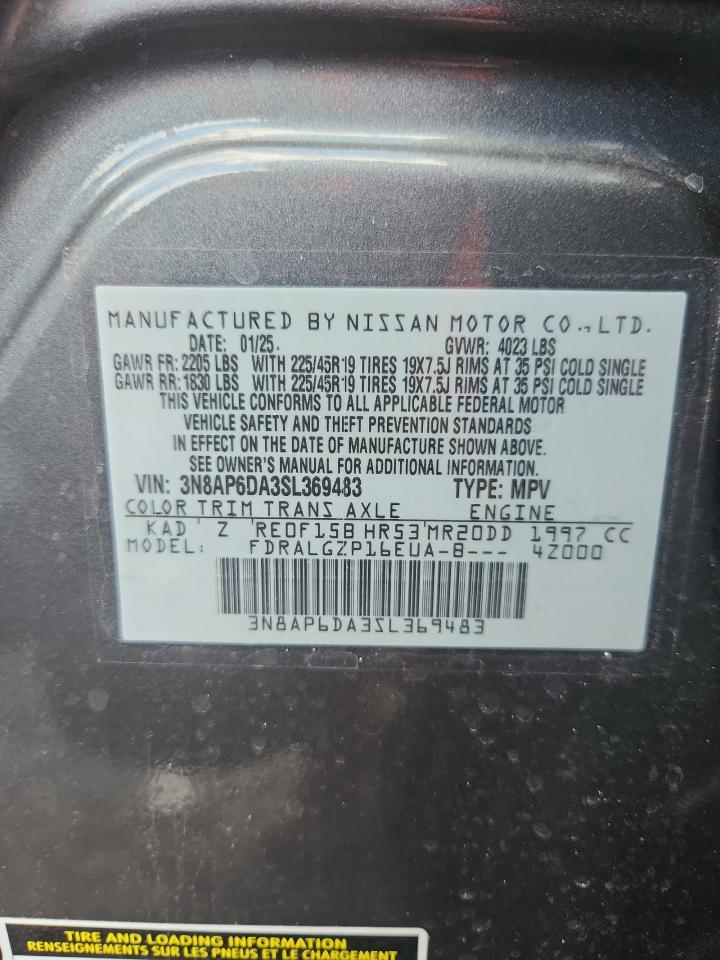 MANUFACTURED BY NISSAN MOTOR CO., LTD.
DATE: 01/25 GVWR: 4023 LBS
GAWR FR: 2205 LBS WITH 225/45R19 TIRES 19X7.5J RIMS AT 35 PSI COLD SINGLE
GAWR RR: 1830 LBS WITH 225/45R19 TIRES 19X7.5J RIMS AT 35 PSI COLD SINGLE
THIS VEHICLE CONFORMS TO ALL APPLICABLE FEDERAL MOTOR
VEHICLE SAFETY AND THEFT PREVENTION STANDARDS
IN EFFECT ON THE DATE OF MANUFACTURE SHOWN ABOVE.
SEE OWNER'S MANUAL FOR ADDITIONAL INFORMATION.
VIN: 3N8AP6DA3SL369483 TYPE: MPV
COLOR TRIM TRANS AXLE ENGINE
KAD Z RE0F15B HR53 MR20DD 1997 CC
MODEL: FDRALGZP16EUA-B--- 4Z000
3N8AP6DA3SL369483
TIRE AND LOADING INFORMATION
RENSEIGNEMENTS SUR LES PNEUS ET LE CHARGEMENT